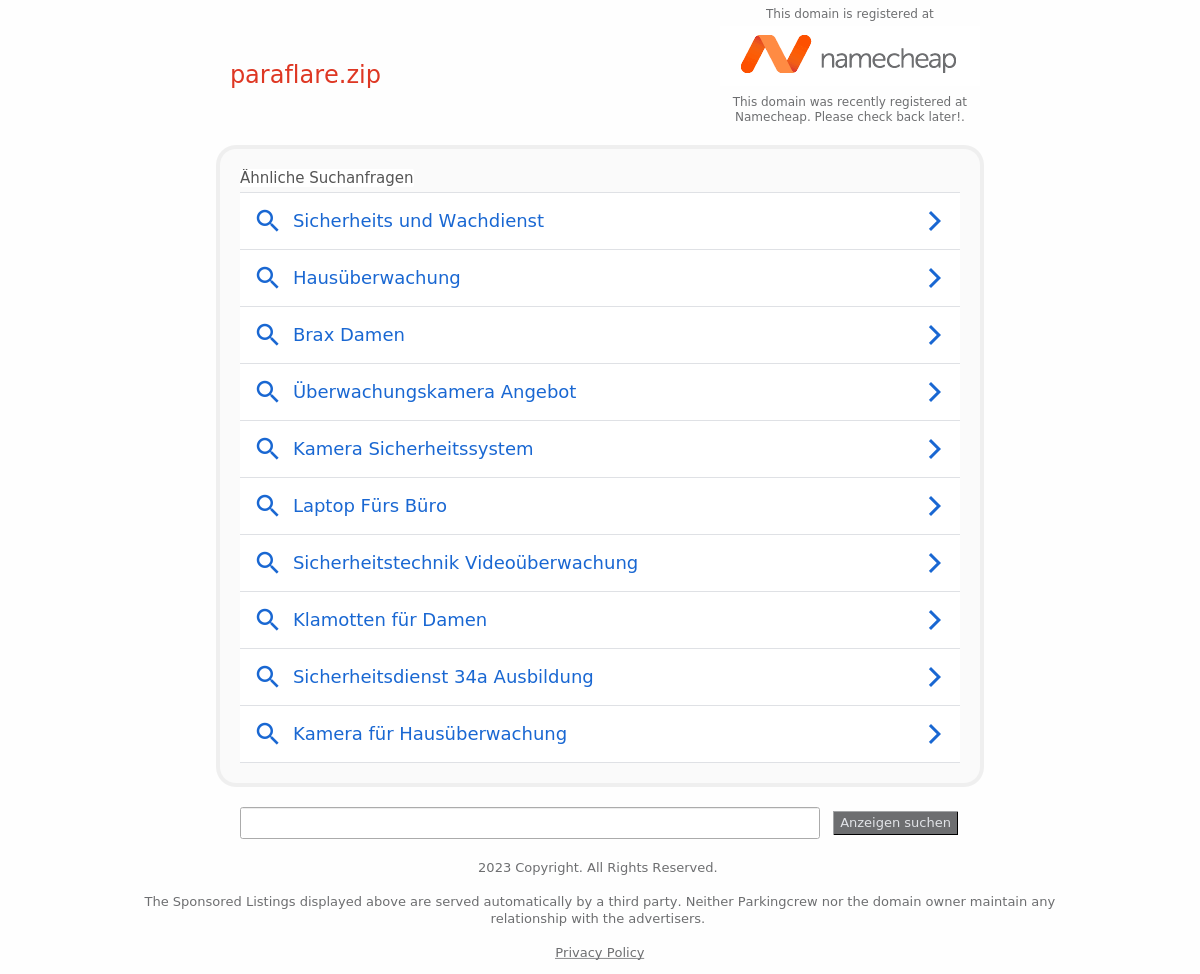 This domain is registered at
namecheap
paraflare.zip
This domain was recently registered at
Namecheap. Please check back later!.
Ähnliche Suchanfragen
Sicherheits und Wachdienst
Hausüberwachung
Brax Damen
Überwachungskamera Angebot
Kamera Sicherheitssystem
Laptop Fürs Büro
Sicherheitstechnik Videoüberwachung
Klamotten für Damen
Sicherheitsdienst 34a Ausbildung
Kamera für Hausüberwachung
Anzeigen suchen
2023 Copyright. All Rights Reserved.
The Sponsored Listings displayed above are served automatically by a third party. Neither Parkingcrew nor the domain owner maintain any
relationship with the advertisers.
Privacy Policy